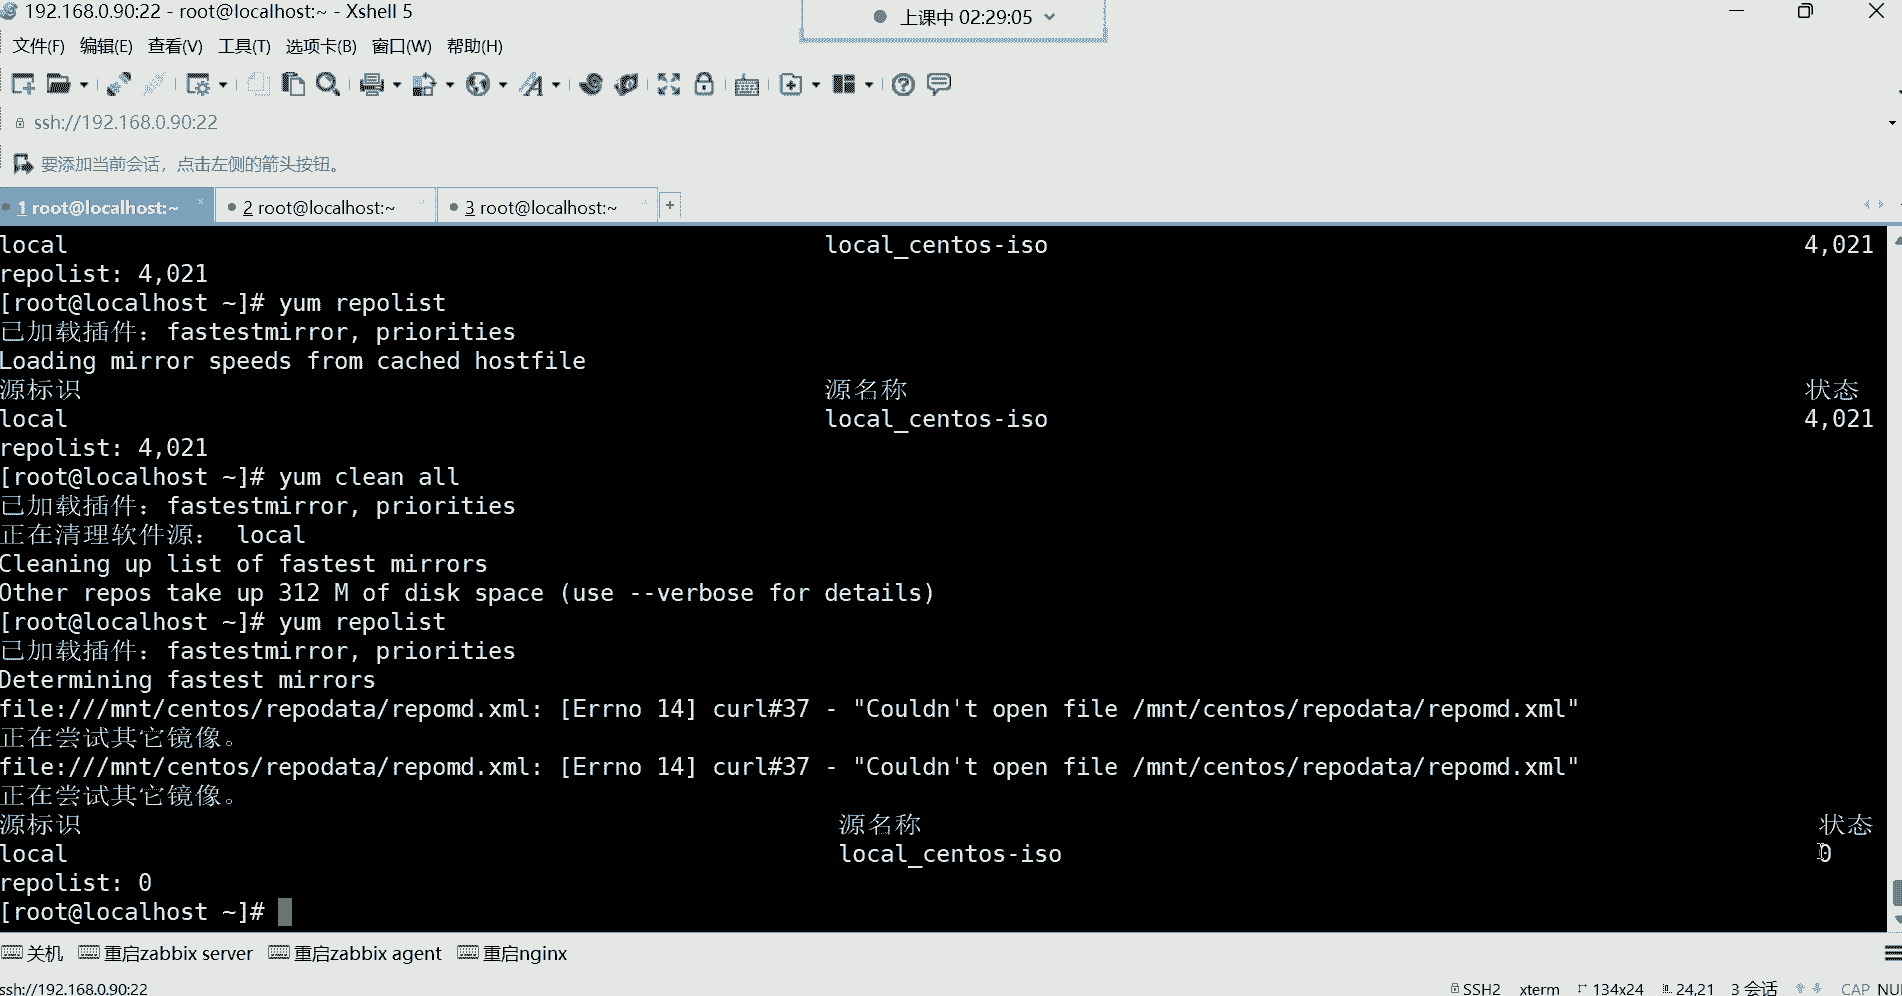 192.168.0.90:22 - root@localhost:~ - Xshell 5
上课中 02:29:05
文件(F) 编辑(E) 查看(V) 工具(T) 选项卡(B) 窗口(W) 帮助(H)
ssh://192.168.0.90:22
要添加当前会话，点击左侧的箭头按钮。
1 root@localhost:~ × 2 root@localhost:~ 3 root@localhost:~ +
local local_centos-iso 4,021
repolist: 4,021
[root@localhost ~]# yum repolist
已加载插件：fastestmirror, priorities
Loading mirror speeds from cached hostfile
源标识 源名称 状态
local local_centos-iso 4,021
repolist: 4,021
[root@localhost ~]# yum clean all
已加载插件：fastestmirror, priorities
正在清理软件源： local
Cleaning up list of fastest mirrors
Other repos take up 312 M of disk space (use --verbose for details)
[root@localhost ~]# yum repolist
已加载插件：fastestmirror, priorities
Determining fastest mirrors
file:///mnt/centos/repodata/repomd.xml: [Errno 14] curl#37 - "Couldn't open file /mnt/centos/repodata/repomd.xml"
正在尝试其它镜像。
file:///mnt/centos/repodata/repomd.xml: [Errno 14] curl#37 - "Couldn't open file /mnt/centos/repodata/repomd.xml"
正在尝试其它镜像。
源标识 源名称 状态
local local_centos-iso 0
repolist: 0
[root@localhost ~]#
关机 重启zabbix server 重启zabbix agent 重启nginx
ssh://192.168.0.90:22 SSH2 xterm 134x24 24,21 3 会话 CAP NU